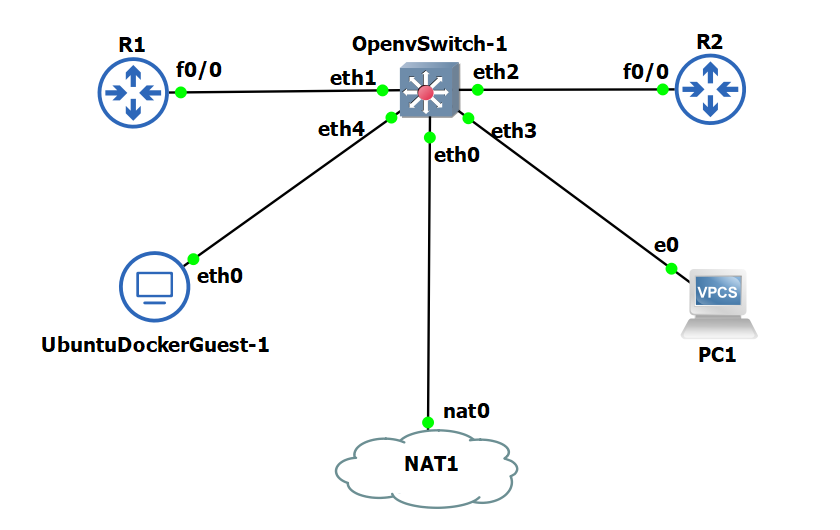 R1
OpenvSwitch-1
R2
f0/0
eth1
eth2
f0/0
eth4
eth3
eth0
e0
eth0
VPCS
UbuntuDockerGuest-1
PC1
nat0
NAT1